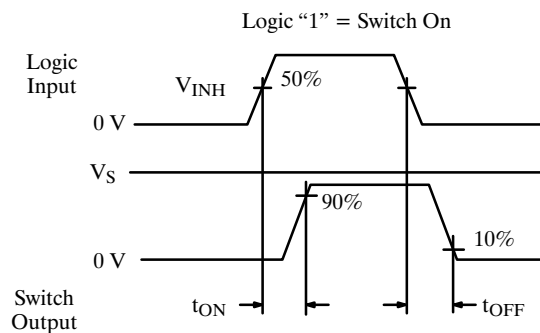 Logic “1” = Switch On
Logic
Input
VINH
50%
0 V
VS
90%
10%
0 V
Switch
Output
tON
tOFF